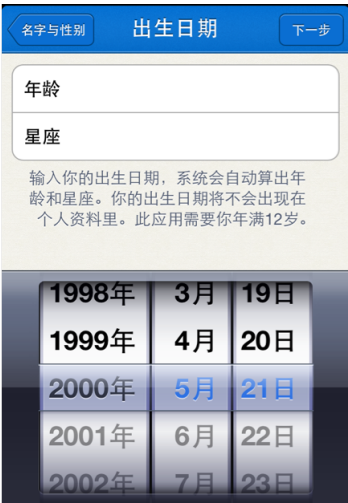 名字与性别 出生日期 下一步
年龄
星座
输入你的出生日期，系统会自动算出年
龄和星座。你的出生日期将不会出现在
个人资料里。此应用需要你年满12岁。
1998年 3月 19日
1999年 4月 20日
2000年 5月 21日
2001年 6月 22日
2002年 7月 23日